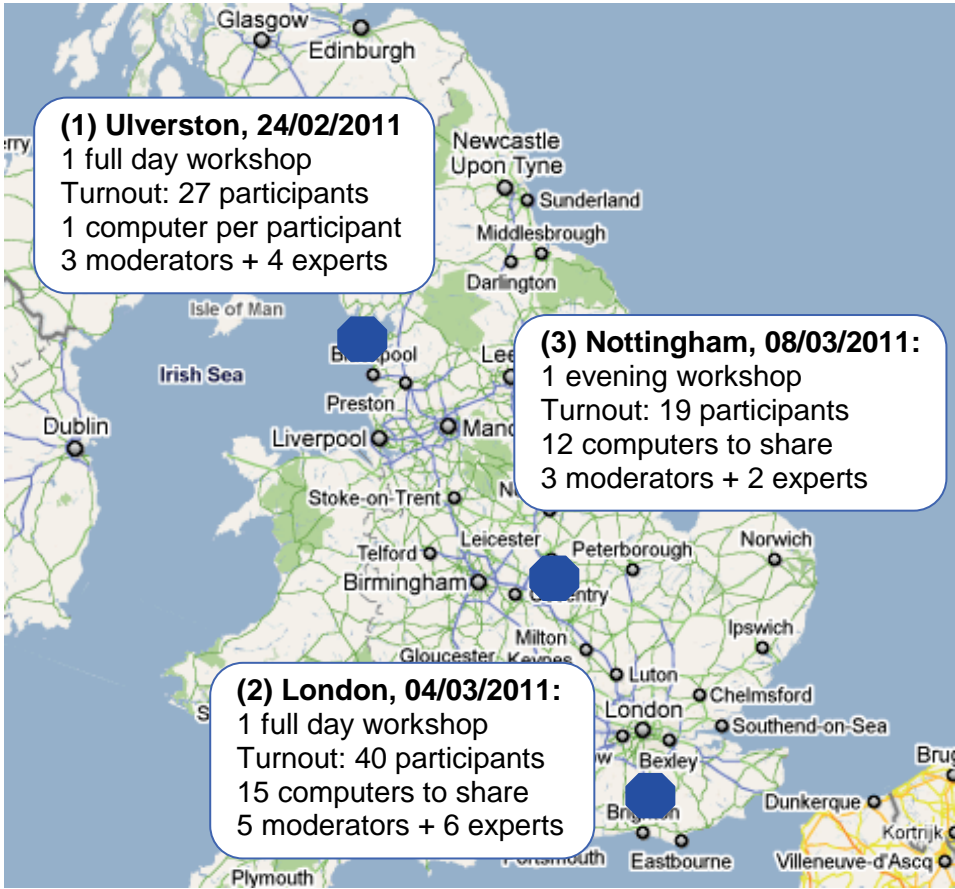 Glasgow
Edinburgh
(1) Ulverston, 24/02/2011
1 full day workshop
Turnout: 27 participants
1 computer per participant
3 moderators + 4 experts
Newcastle
Upon Tyne
Sunderland
Middlesbrough
Darlington
Isle of Man
Irish Sea
Preston
Dublin
Liverpool
(3) Nottingham, 08/03/2011:
1 evening workshop
Turnout: 19 participants
12 computers to share
3 moderators + 2 experts
Stoke-on-Trent
Telford
Leicester
Peterborough
Norwich
Birmingham
Milton
Ipswich
Gloucester
Luton
Chelmsford
(2) London, 04/03/2011:
1 full day workshop
Turnout: 40 participants
15 computers to share
5 moderators + 6 experts
London
Southend-on-Sea
Bexley
Dunkerque
Kortrijk
Eastbourne
Villeneuve-d'Ascq
Plymouth